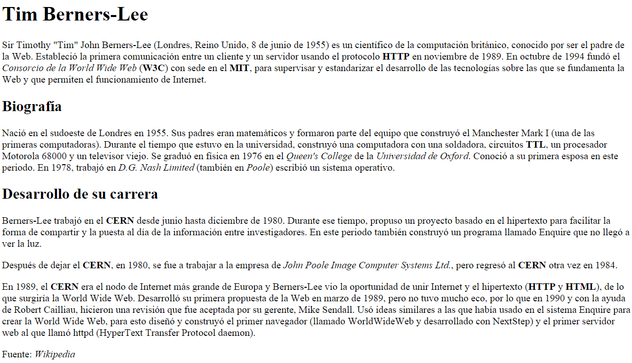 Tim Berners-Lee
Sir Timothy "Tim" John Berners-Lee (Londres, Reino Unido, 8 de junio de 1955) es un científico de la computación británico, conocido por ser el padre de
la Web. Estableció la primera comunicación entre un cliente y un servidor usando el protocolo HTTP en noviembre de 1989. En octubre de 1994 fundó el
Consorcio de la World Wide Web (W3C) con sede en el MIT, para supervisar y estandarizar el desarrollo de las tecnologías sobre las que se fundamenta la
Web y que permiten el funcionamiento de Internet.
Biografía
Nació en el sudoeste de Londres en 1955. Sus padres eran matemáticos y formaron parte del equipo que construyó el Manchester Mark I (una de las
primeras computadoras). Durante el tiempo que estuvo en la universidad, construyó una computadora con una soldadora, circuitos TTL, un procesador
Motorola 68000 y un televisor viejo. Se graduó en física en 1976 en el Queen's College de la Universidad de Oxford. Conoció a su primera esposa en este
periodo. En 1978, trabajó en D.G. Nash Limited (también en Poole) escribió un sistema operativo.
Desarrollo de su carrera
Berners-Lee trabajó en el CERN desde junio hasta diciembre de 1980. Durante ese tiempo, propuso un proyecto basado en el hipertexto para facilitar la
forma de compartir y la puesta al día de la información entre investigadores. En este periodo también construyó un programa llamado Enquire que no llegó a
ver la luz.
Después de dejar el CERN, en 1980, se fue a trabajar a la empresa de John Poole Image Computer Systems Ltd., pero regresó al CERN otra vez en 1984.
En 1989, el CERN era el nodo de Internet más grande de Europa y Berners-Lee vio la oportunidad de unir Internet y el hipertexto (HTTP y HTML), de lo
que surgiría la World Wide Web. Desarrolló su primera propuesta de la Web en marzo de 1989, pero no tuvo mucho eco, por lo que en 1990 y con la ayuda
de Robert Cailliau, hicieron una revisión que fue aceptada por su gerente, Mike Sendall. Usó ideas similares a las que había usado en el sistema Enquire para
crear la World Wide Web, para esto diseñó y construyó el primer navegador (llamado WorldWideWeb y desarrollado con NextStep) y el primer servidor
web al que llamó httpd (HyperText Transfer Protocol daemon).
Fuente: Wikipedia